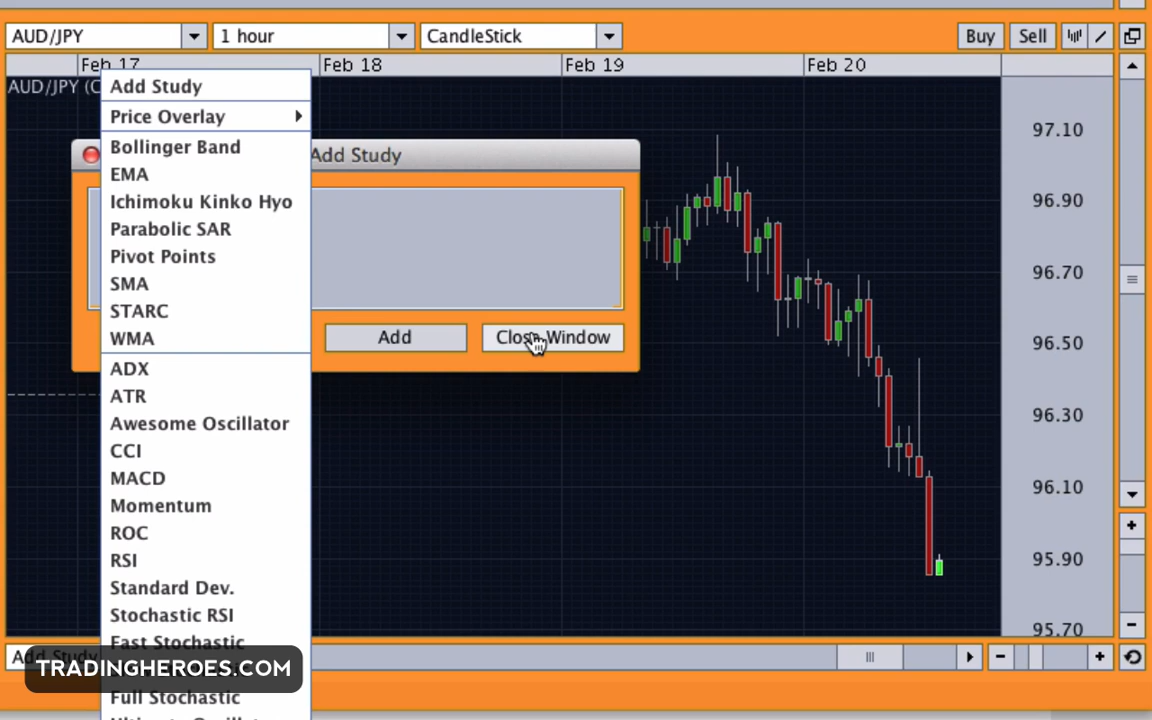 AUD/JPY
1 hour
CandleStick
Buy
Sell
Feb 17
Feb 18
Feb 19
Feb 20
AUD/JPY (C
Add Study
Price Overlay
Bollinger Band
EMA
Ichimoku Kinko Hyo
Parabolic SAR
Pivot Points
SMA
STARC
WMA
ADX
ATR
Awesome Oscillator
CCI
MACD
Momentum
ROC
RSI
Standard Dev.
Stochastic RSI
Fast Stochastic
Full Stochastic
Add Study
Add
Close Window
97.10
96.90
96.70
96.50
96.30
96.10
95.90
95.70
Add Study
TRADINGHEROES.COM